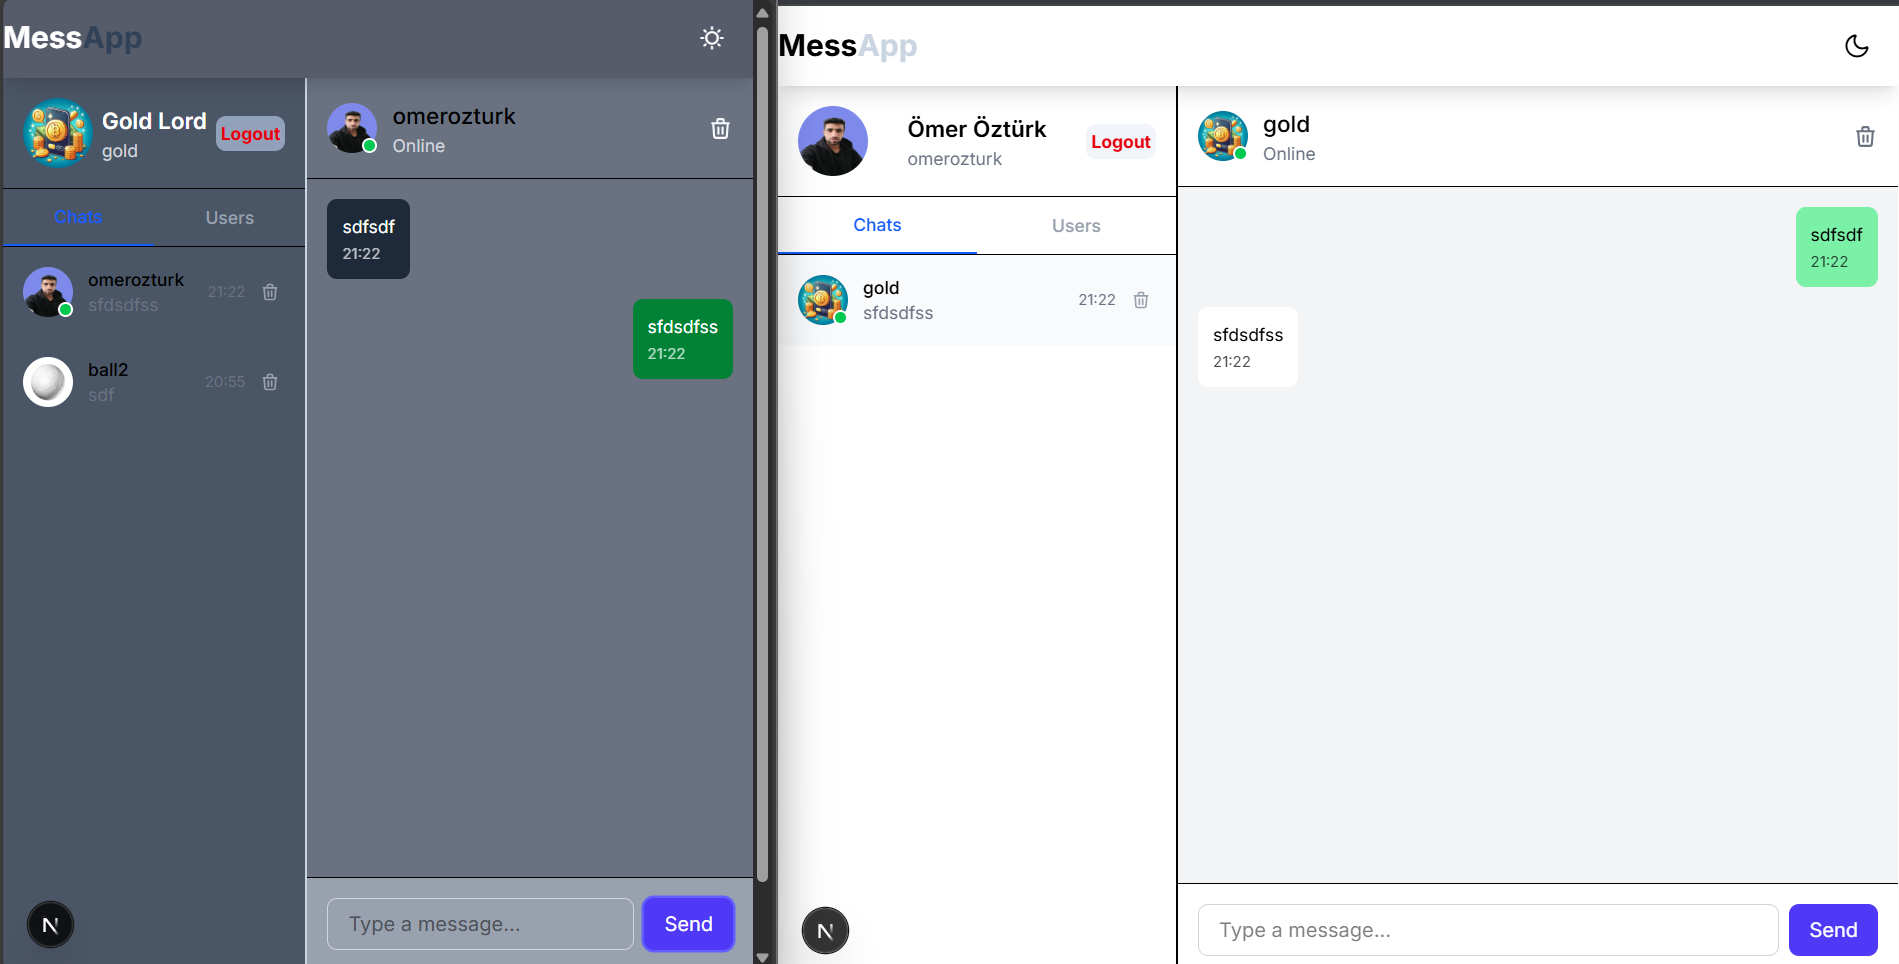 MessApp
Gold Lord
gold
Logout
Chats
Users
omerozturk
sfdsdfss
21:22
ball2
sdf
20:55
omerozturk
Online
sdfsdf
21:22
sfdsdfss
21:22
Type a message...
Send
N
MessApp
Ömer Öztürk
omerozturk
Logout
Chats
Users
gold
sfdsdfss
21:22
gold
Online
sdfsdf
21:22
sfdsdfss
21:22
Type a message...
Send
N